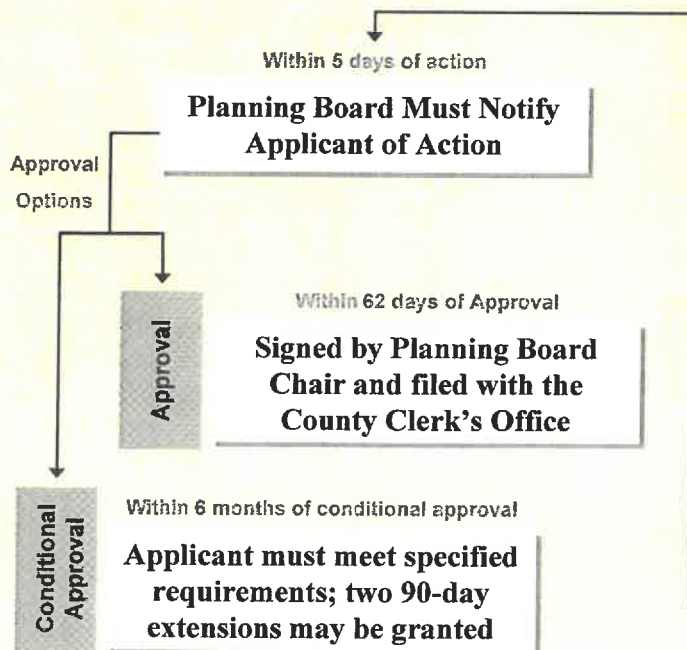 Within 5 days of action
Planning Board Must Notify
Applicant of Action
Approval
Options
Approval
Within 62 days of Approval
Signed by Planning Board
Chair and filed with the
County Clerk's Office
Conditional
Approval
Within 6 months of conditional approval
Applicant must meet specified
requirements; two 90-day
extensions may be granted